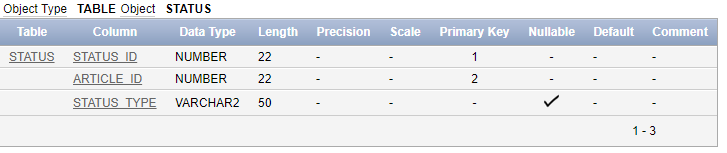 Object Type TABLE Object STATUS
Table Column Data Type Length Precision Scale Primary Key Nullable Default Comment
STATUS STATUS_ID NUMBER 22 - - 1 - - -
ARTICLE_ID NUMBER 22 - - 2 - - -
STATUS_TYPE VARCHAR2 50 - - - ✓ - -
1 - 3